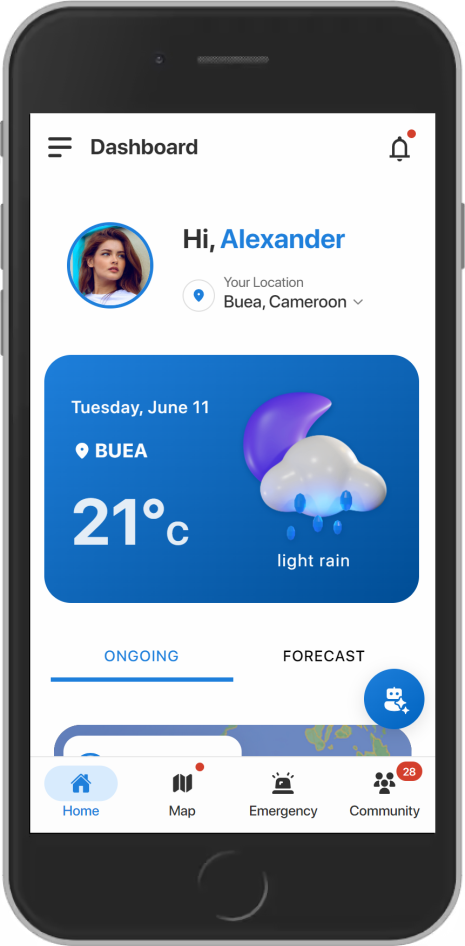 Dashboard
Hi, Alexander
Your Location
Buea, Cameroon
Tuesday, June 11
BUEA
21°C
light rain
ONGOING
FORECAST
28
Home
Map
Emergency
Community